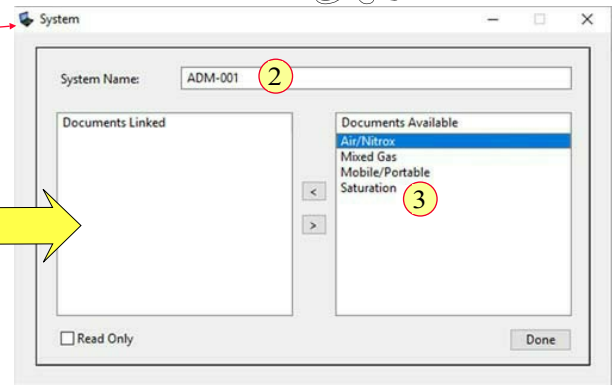 System
System Name: ADM-001 2
Documents Linked
Documents Available
Air/Nitrox
Mixed Gas
Mobile/Portable
Saturation 3
<
>
Read Only
Done